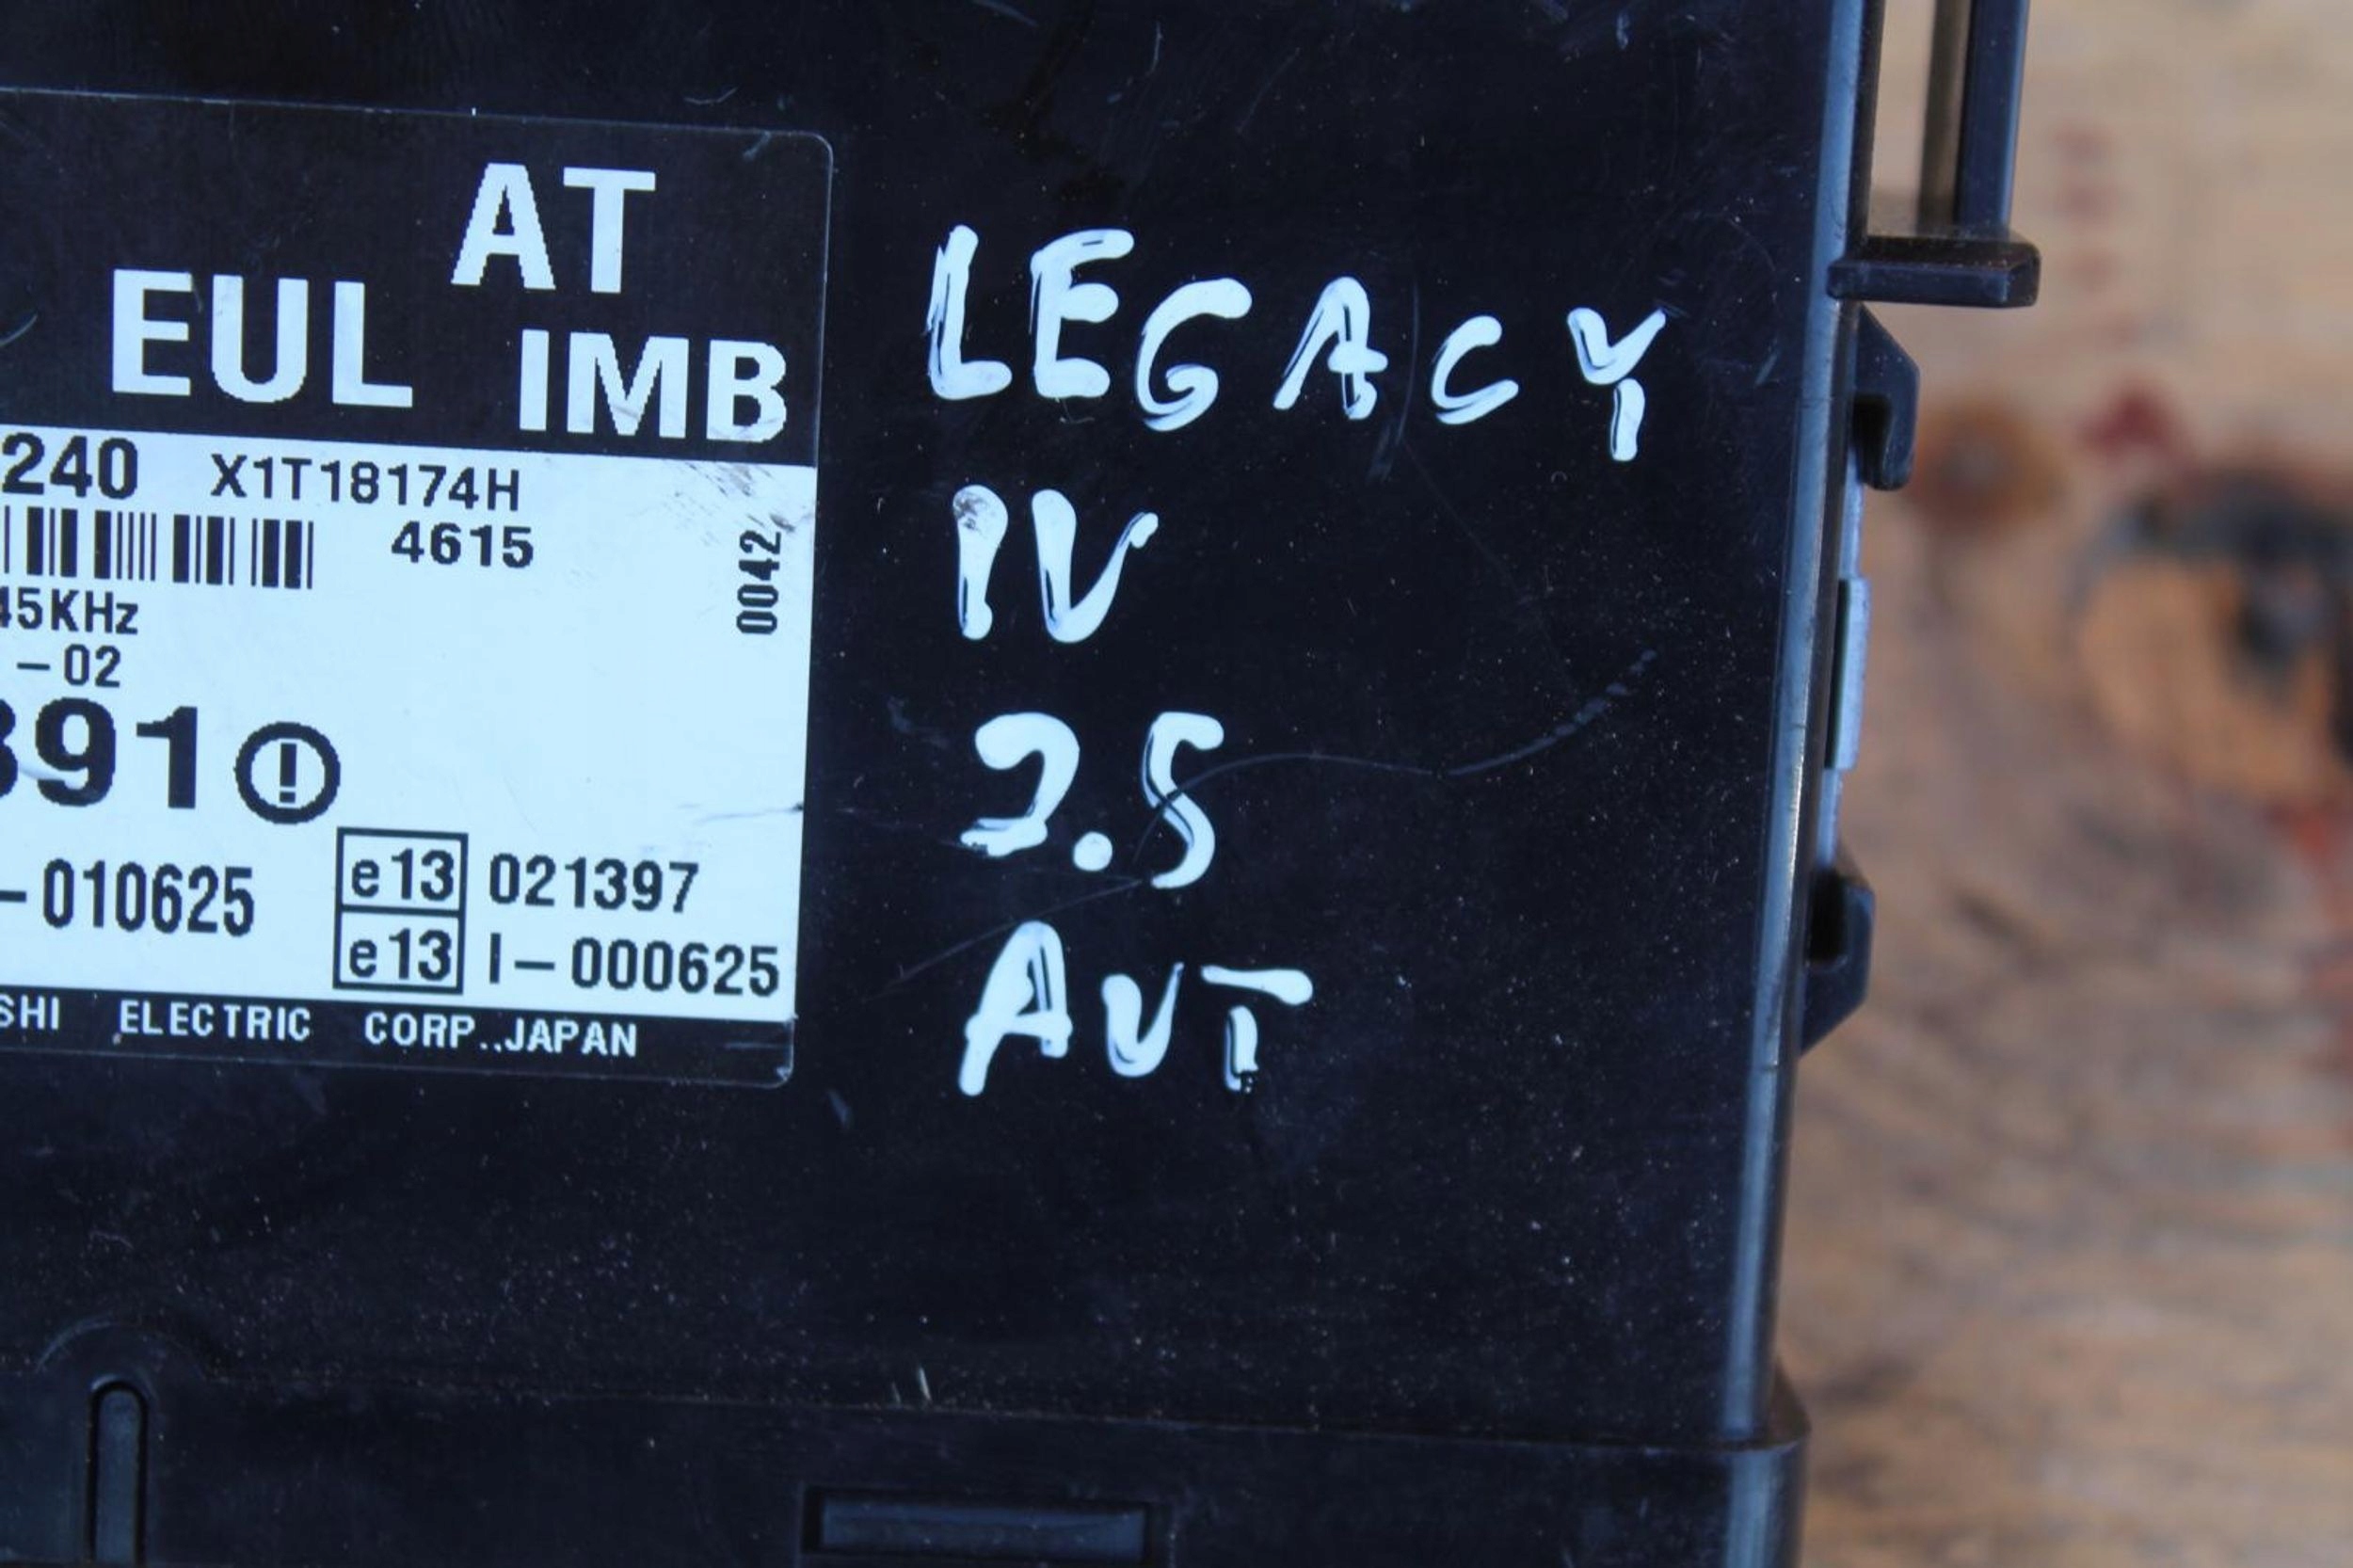 AT
EUL IMB
240 X1T18174H
4615
0042
45KHz
-02
891
e13 021397
-010625
e13 I-000625
SHI ELECTRIC CORP.,JAPAN
LEGACY
IV
2.5
AUT